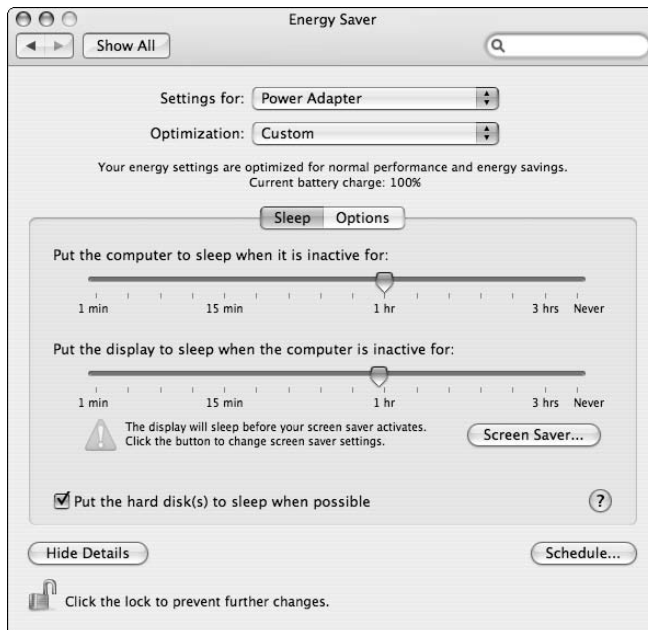 Energy Saver
Show All
Settings for: Power Adapter
Optimization: Custom
Your energy settings are optimized for normal performance and energy savings.
Current battery charge: 100%
Sleep Options
Put the computer to sleep when it is inactive for:
1 min 15 min 1 hr 3 hrs Never
Put the display to sleep when the computer is inactive for:
1 min 15 min 1 hr 3 hrs Never
The display will sleep before your screen saver activates.
Click the button to change screen saver settings.
Screen Saver...
Put the hard disk(s) to sleep when possible
?
Hide Details Schedule...
Click the lock to prevent further changes.